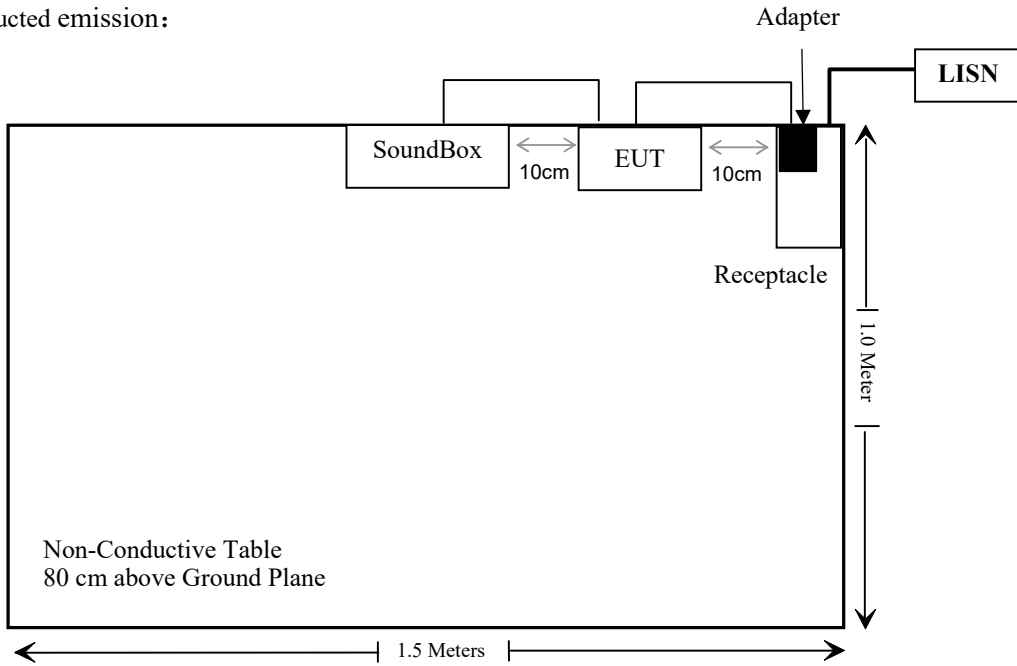 ucted emission：
Adapter
LISN
SoundBox
10cm
EUT
10cm
Receptacle
1.0 Meter
Non-Conductive Table
80 cm above Ground Plane
1.5 Meters